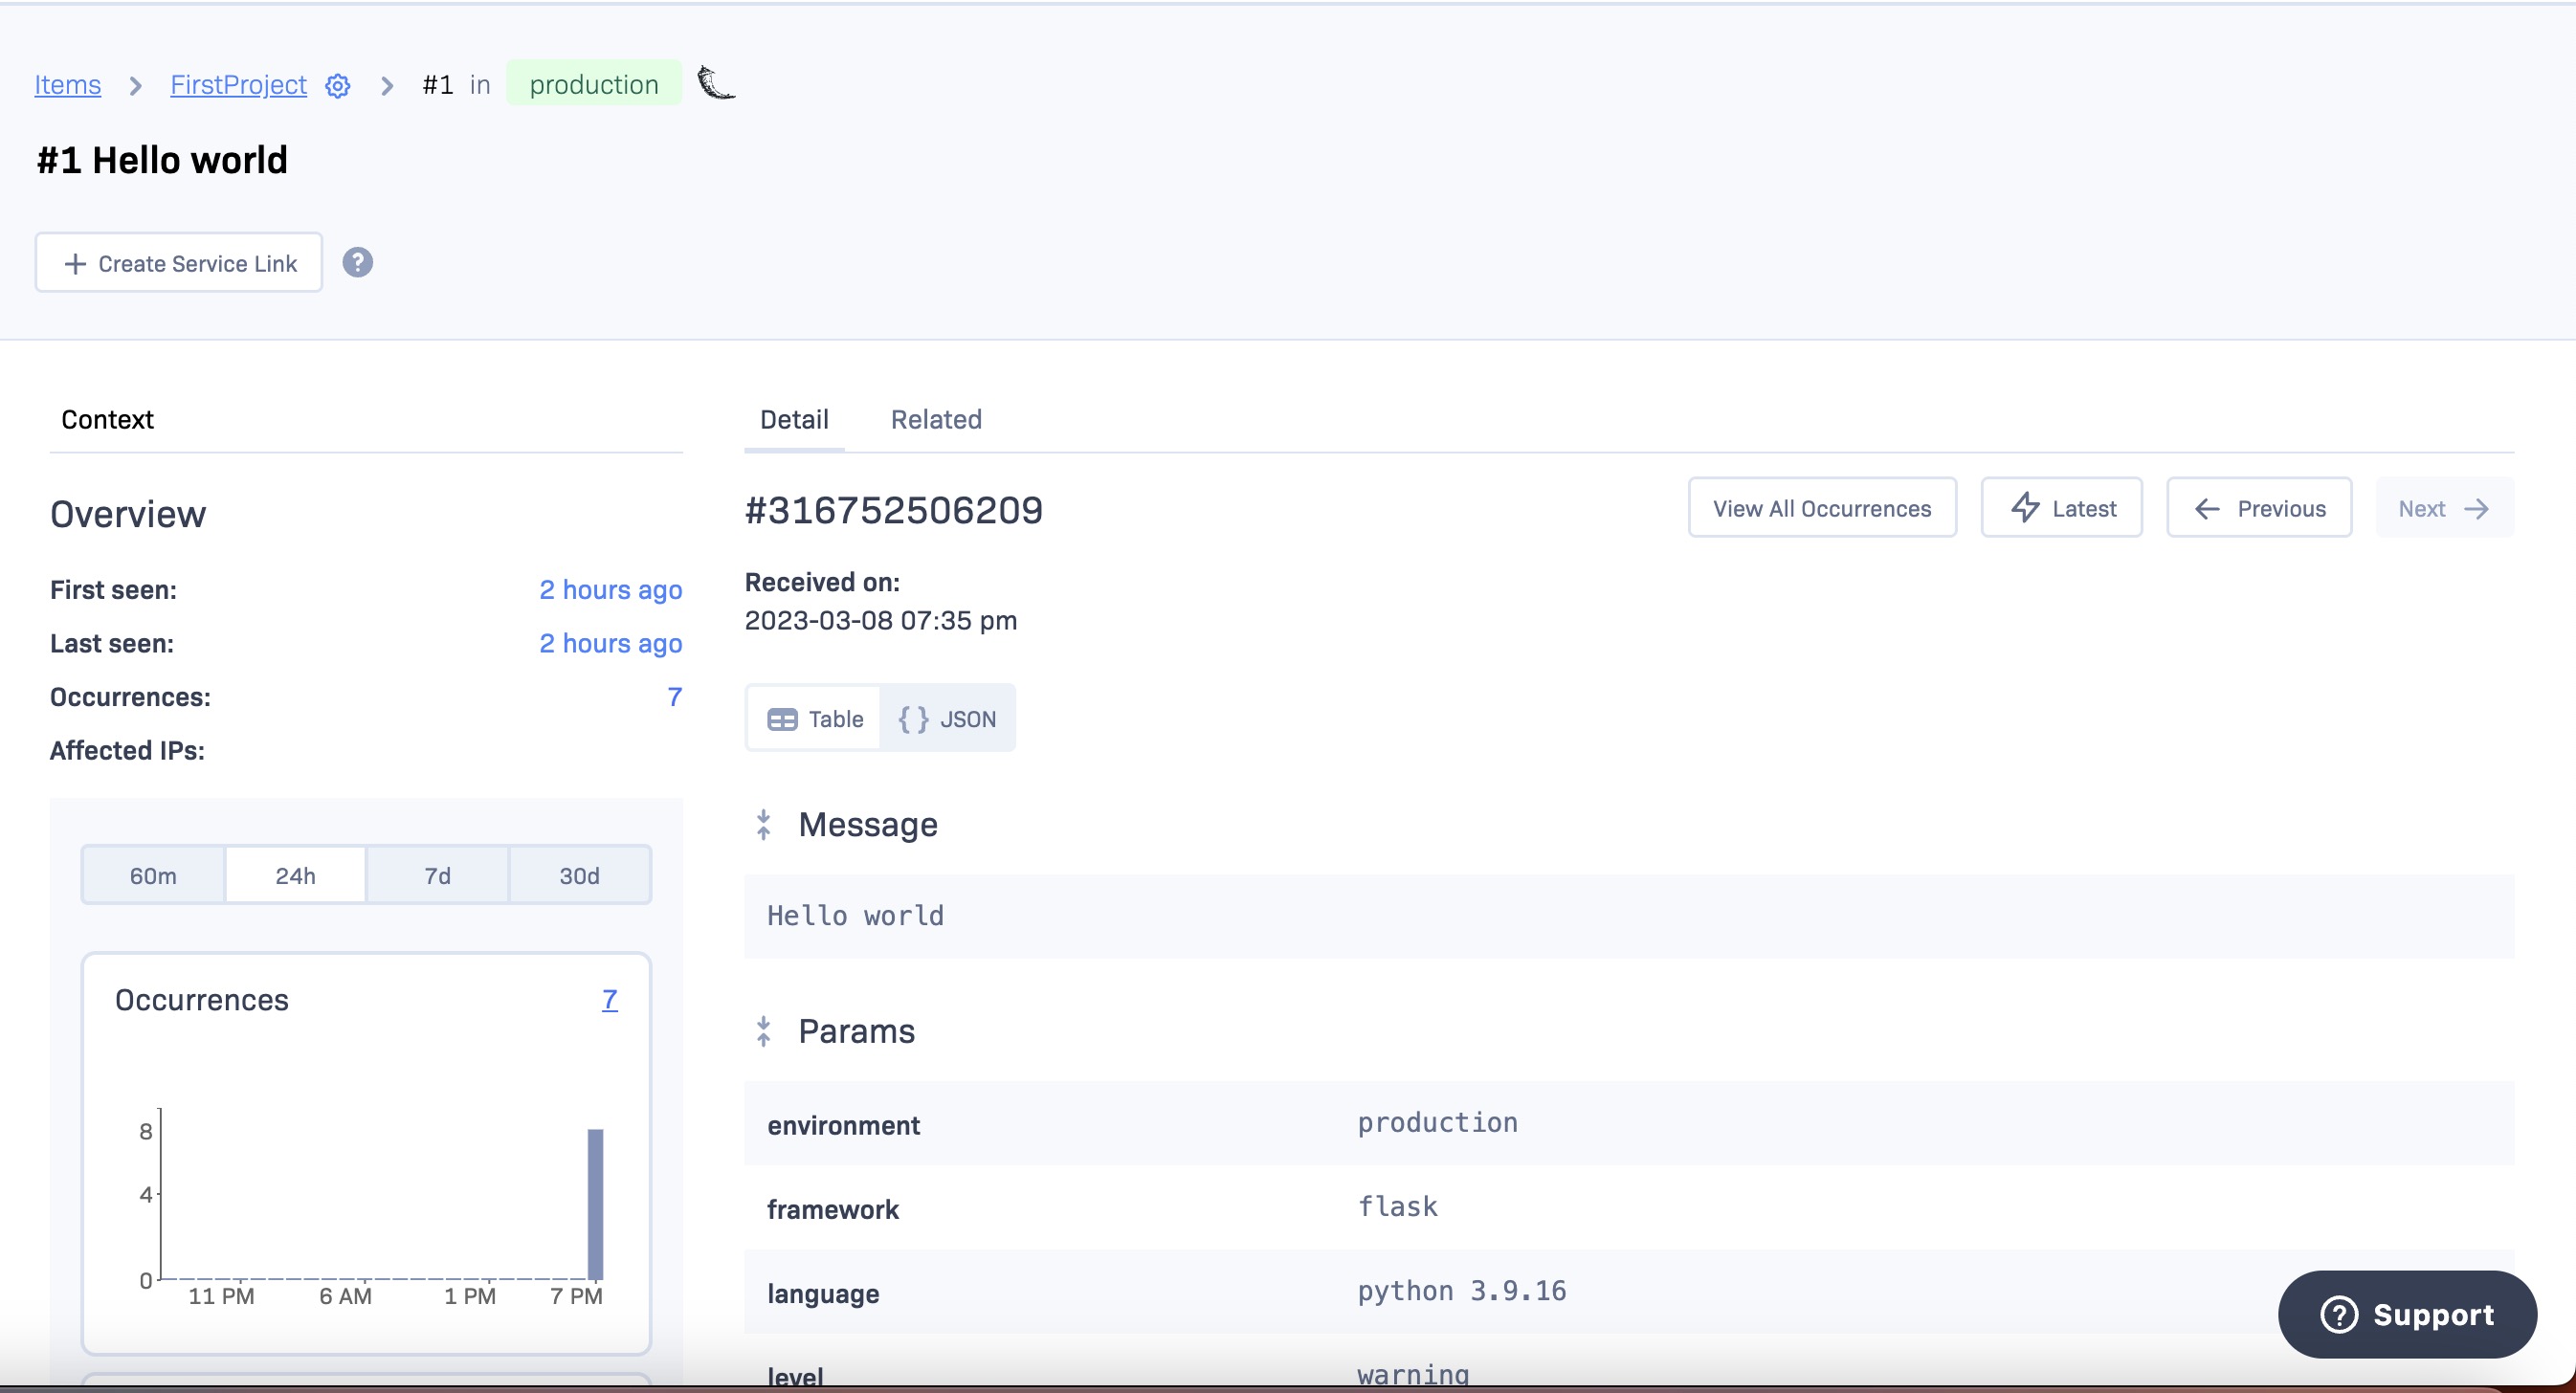 Items > FirstProject > #1 in production
#1 Hello world
+ Create Service Link ?
Context
Overview
First seen: 2 hours ago
Last seen: 2 hours ago
Occurrences: 7
Affected IPs:
60m 24h 7d 30d
Occurrences 7
8
4
0
11 PM 6 AM 1 PM 7 PM
Detail Related
#316752506209
View All Occurrences Latest ← Previous Next →
Received on:
2023-03-08 07:35 pm
Table {} JSON
Message
Hello world
Params
environment production
framework flask
language python 3.9.16
level warning
? Support